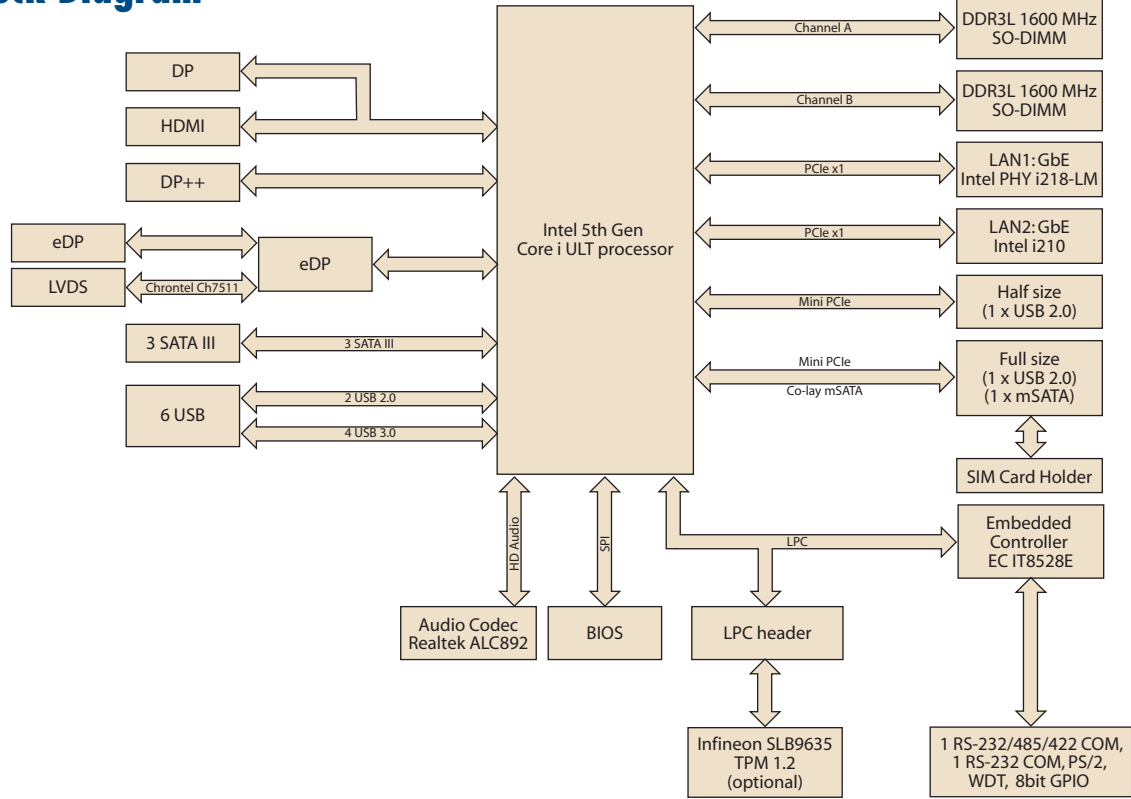 Diagram
DP
HDMI
DP++
eDP
LVDS
Chrontel Ch7511
eDP
3 SATA III
3 SATA III
6 USB
2 USB 2.0
4 USB 3.0
Intel 5th Gen
Core i ULT processor
Channel A
DDR3L 1600 MHz
SO-DIMM
Channel B
DDR3L 1600 MHz
SO-DIMM
PCIe x1
LAN1: GbE
Intel PHY i218-LM
PCIe x1
LAN2: GbE
Intel i210
Mini PCIe
Half size
(1 x USB 2.0)
Mini PCIe
Co-lay mSATA
Full size
(1 x USB 2.0)
(1 x mSATA)
SIM Card Holder
HD Audio
SPI
LPC
Embedded
Controller
EC IT8528E
Audio Codec
Realtek ALC892
BIOS
LPC header
Infineon SLB9635
TPM 1.2
(optional)
1 RS-232/485/422 COM,
1 RS-232 COM, PS/2,
WDT, 8bit GPIO